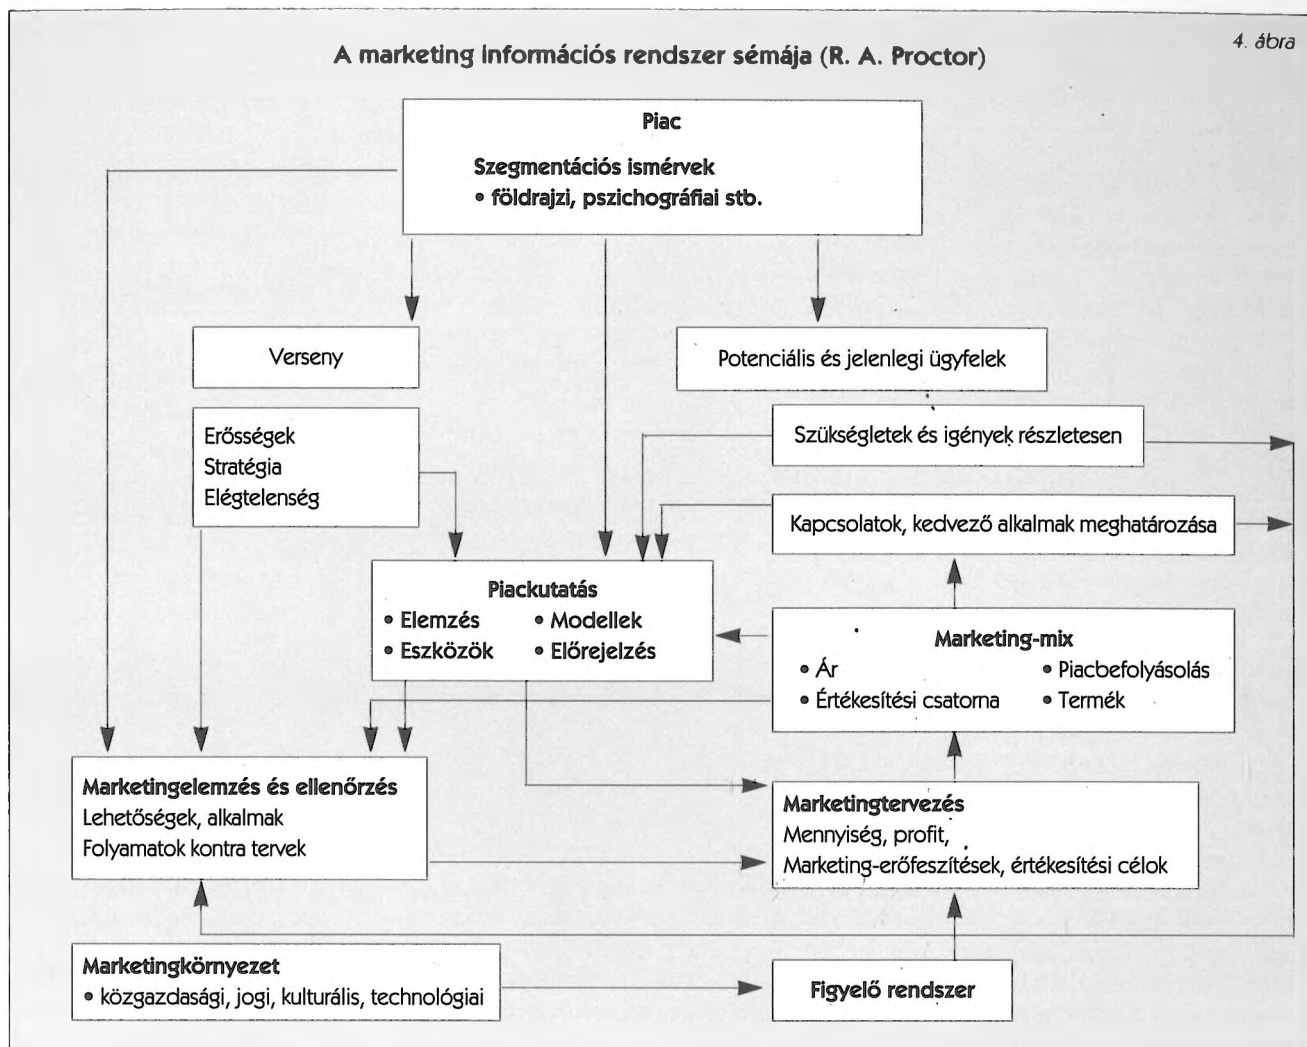 4. ábra
A marketing információs rendszer sémája (R. A. Proctor)
Piac
Szegmentációs ismérvek
• földrajzi, pszichográfiai stb.
Verseny
Potenciális és jelenlegi ügyfelek
Erősségek
Stratégia
Elégtelenség
Szükségletek és igények részletesen
Kapcsolatok, kedvező alkalmak meghatározása
Piackutatás
• Elemzés • Modellek
• Eszközök • Előrejelzés
Marketing-mix
• Ár • Piacbefolyásolás
• Értékesítési csatorna • Termék
Marketingelemzés és ellenőrzés
Lehetőségek, alkalmak
Folyamatok kontra tervek
Marketingtervezés
Mennyiség, profit,
Marketing-erőfeszítések, értékesítési célok
Marketingkörnyezet
• közgazdasági, jogi, kulturális, technológiai
Figyelő rendszer